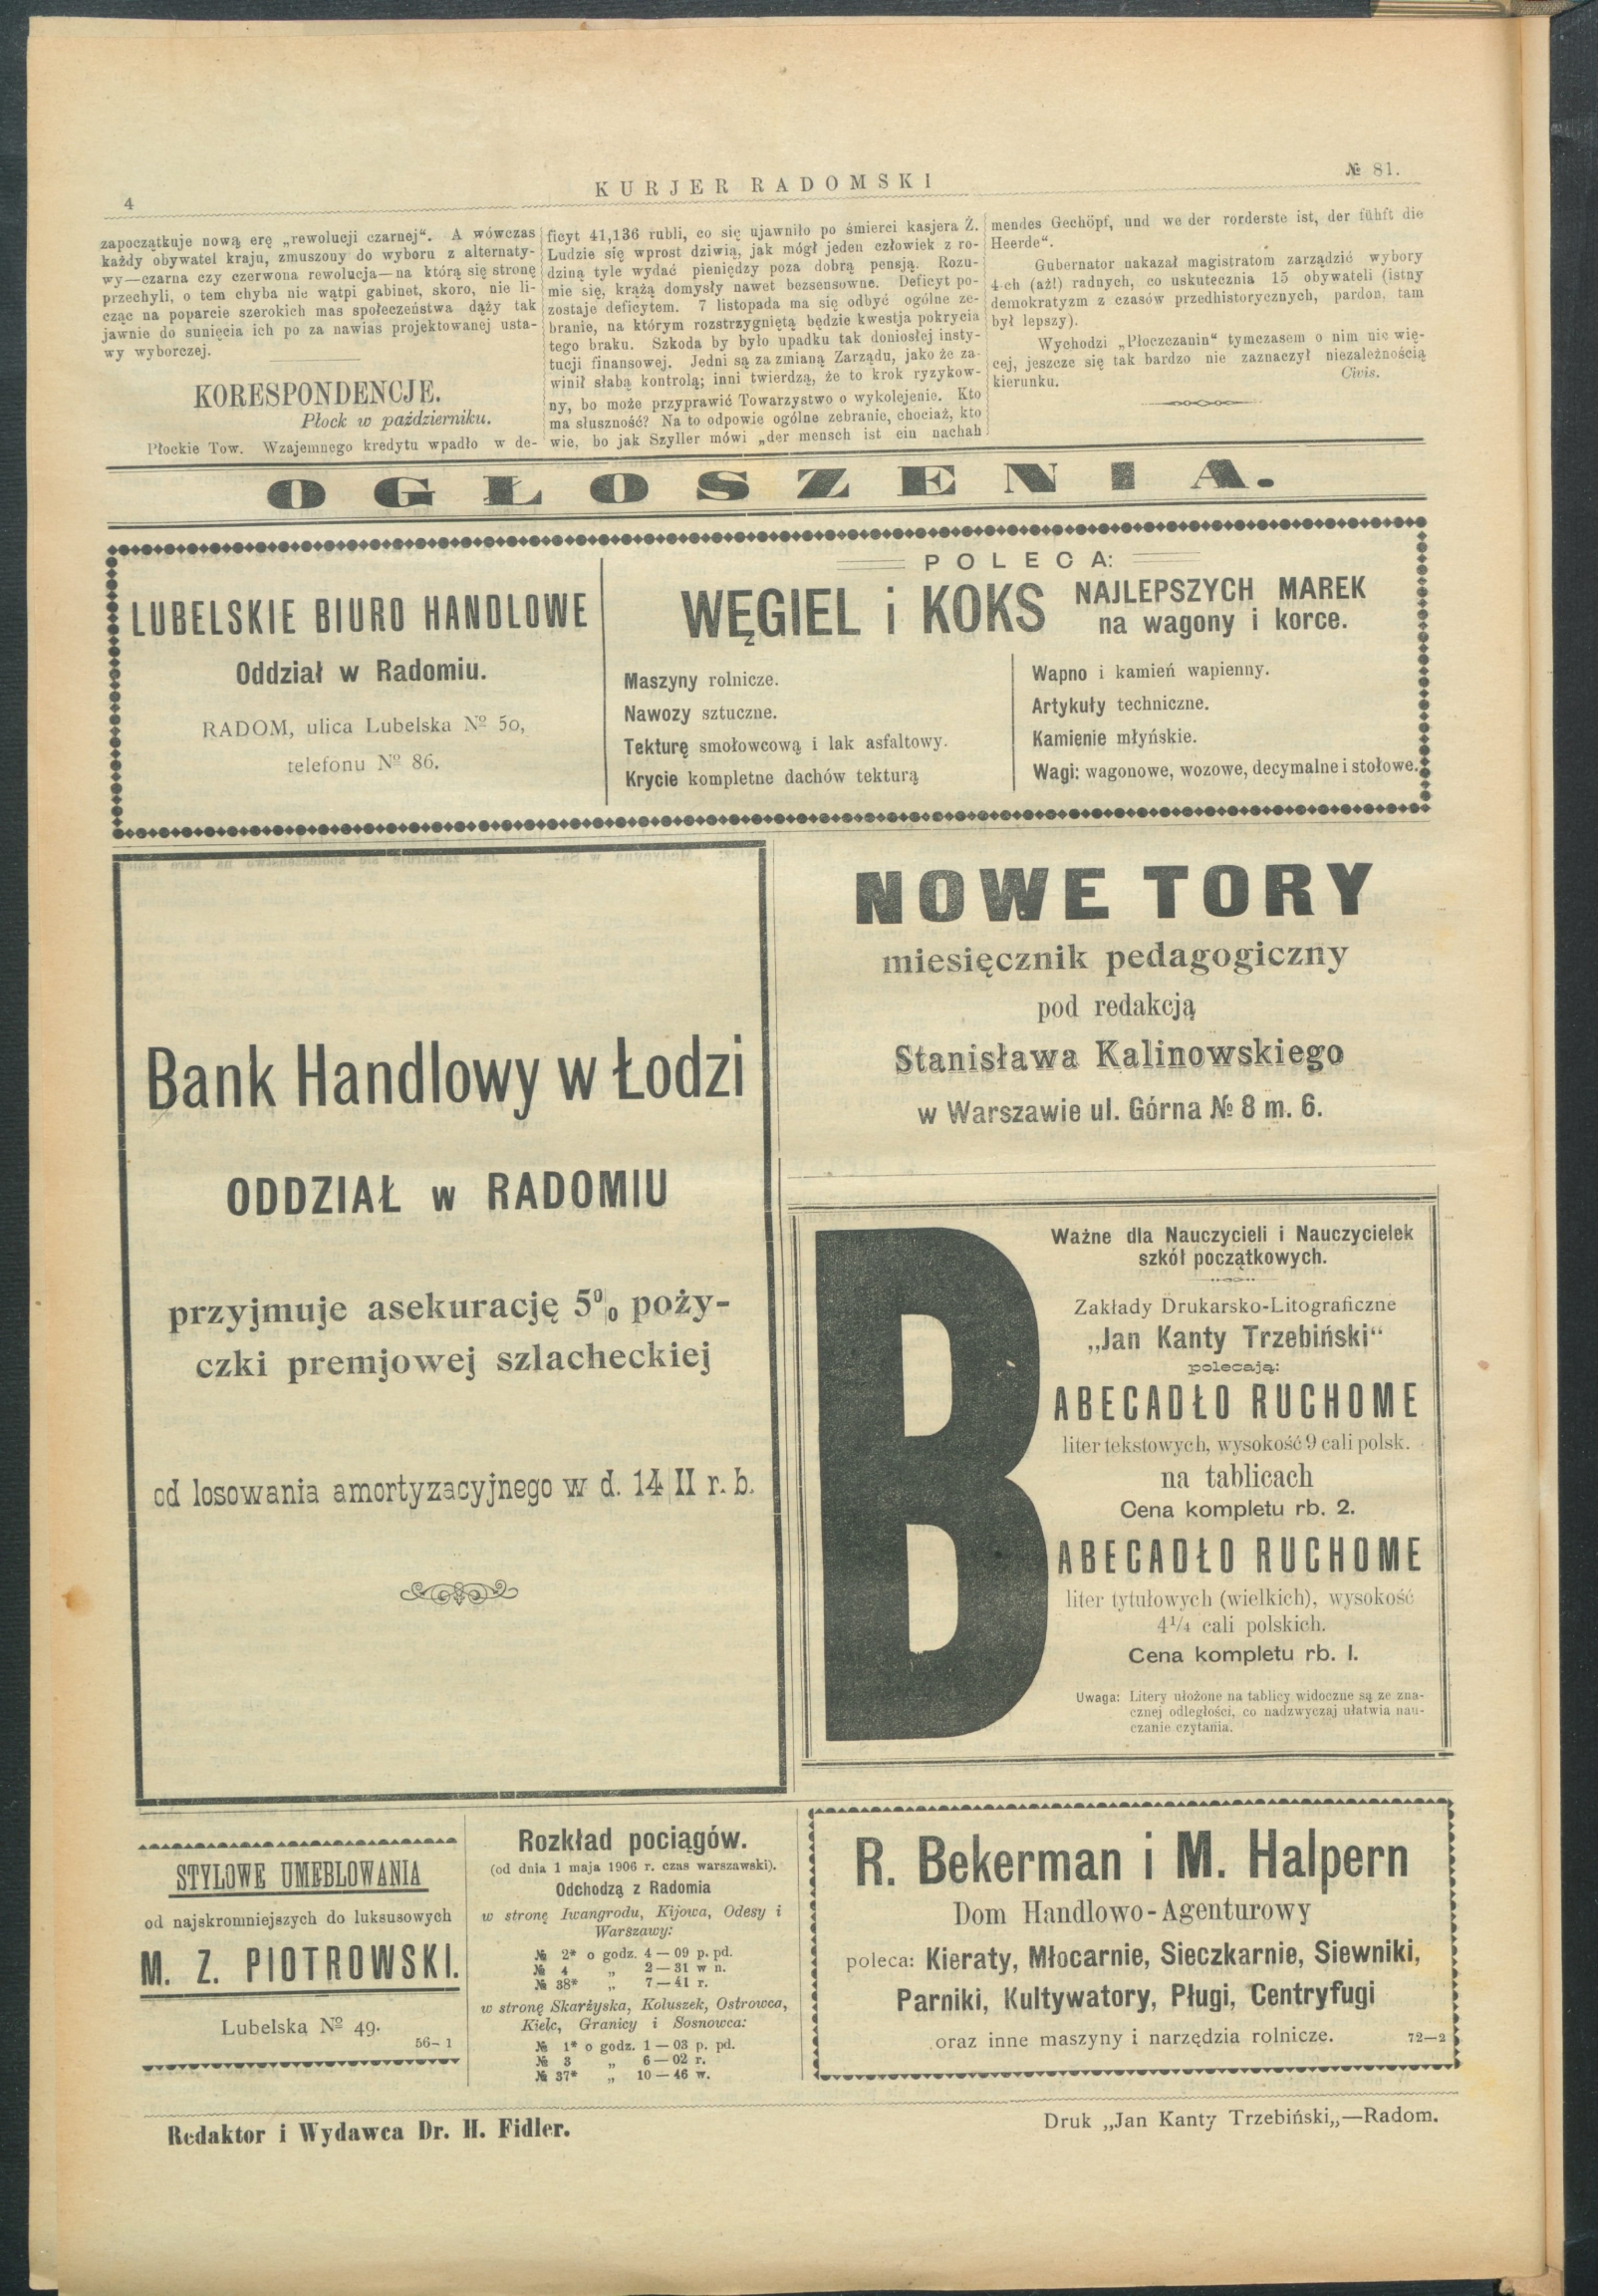 4
KURJER RADOMSKI
№ 81.
zapoczątkuje nową erę „rewolucji czarnej“. A wówczas
każdy obywatel kraju, zmuszony do wyboru z alternaty-
wy—czarna czy czerwona rewolucja—na którą się stronę
przechyli, o tem chyba nie wątpi gabinet, skoro, nie li-
cząc na poparcie szerokich mas społeczeństwa dąży tak
jawnie do sunięcia ich po za nawias projektowanej usta-
wy wyborczej.
KORESPONDENCJE.
Płock w październiku.
Płockie Tow. Wzajemnego kredytu wpadło w de-
ficyt 41,136 rubli, co się ujawniło po śmierci kasjera Ż.
Ludzie się wprost dziwią, jak mógł jeden człowiek z ro-
dziną tyle wydać pieniędzy poza dobrą pensją. Rozu-
mie się, krążą domysły nawet bezsensowne. Deficyt po-
zostaje deficytem. 7 listopada ma się odbyć ogólne ze-
branie, na którym rozstrzygniętą będzie kwestja pokrycia
tego braku. Szkoda by było upadku tak doniosłej insty-
tucji finansowej. Jedni są za zmianą Zarządu, jako że za-
winił słabą kontrolą; inni twierdzą, że to krok ryzykow-
ny, bo może przyprawić Towarzystwo o wykolejenie. Kto
ma słuszność? Na to odpowie ogólne zebranie, chociaż, kto
wie, bo jak Szyller mówi „der mensch ist ein nachah
mendes Gechöpf, und we der rorderste ist, der fühft die
Heerde“.
Gubernator nakazał magistratom zarządzić wybory
4-ch (aż!) radnych, co uskutecznia 15 obywateli (istny
demokratyzm z czasów przedhistorycznych, pardon, tam
był lepszy).
Wychodzi „Płoczczanin“ tymczasem o nim nic wię-
cej, jeszcze się tak bardzo nie zaznaczył niezależnością
kierunku.
Civis.
OGŁOSZENIA.
LUBELSKIE BIURO HANDLOWE
Oddział w Radomiu.
RADOM, ulica Lubelska № 50,
telefonu № 86.
POLECA:
WĘGIEL i KOKS
NAJLEPSZYCH MAREK
na wagony i korce.
Maszyny rolnicze.
Nawozy sztuczne.
Tekturę smołowcową i lak asfaltowy.
Krycie kompletne dachów tekturą
Wapno i kamień wapienny.
Artykuły techniczne.
Kamienie młyńskie.
Wagi: wagonowe, wozowe, decymalne i stołowe.
Bank Handlowy w Łodzi
ODDZIAŁ w RADOMIU
przyjmuje asekurację 5% poży-
czki premjowej szlacheckiej
od losowania amortyzacyjnego w d. 14|II r. b.
NOWE TORY
miesięcznik pedagogiczny
pod redakcją
Stanisława Kalinowskiego
w Warszawie ul. Górna № 8 m. 6.
B
Ważne dla Nauczycieli i Nauczycielek
szkół początkowych.
Zakłady Drukarsko-Litograficzne
„Jan Kanty Trzebiński“
polecają:
ABECADŁO RUCHOME
liter tekstowych, wysokość 9 cali polsk.
na tablicach
Cena kompletu rb. 2.
ABECADŁO RUCHOME
liter tytułowych (wielkich), wysokość
4¼ cali polskich.
Cena kompletu rb. I.
Uwaga: Litery ułożone na tablicy widoczne są ze zna-
cznej odległości, co nadzwyczaj ułatwia nau-
czanie czytania.
STYLOWE UMEBLOWANIA
od najskromniejszych do luksusowych
M. Z. PIOTROWSKI.
Lubelska № 49.
56—1
Rozkład pociągów.
(od dnia 1 maja 1906 r. czas warszawski).
Odchodzą z Radomia
w stronę Iwangrodu, Kijowa, Odesy i
Warszawy:
№ 2* o godz. 4—09 p. pd.
№ 4 „ 2—31 w n.
№ 38* „ 7—41 r.
w stronę Skarżyska, Koluszek, Ostrowca,
Kielc, Granicy i Sosnowca:
№ 1* o godz. 1—03 p. pd.
№ 3 „ 6—02 r.
№ 37* „ 10—46 w.
R. Bekerman i M. Halpern
Dom Handlowo-Agenturowy
poleca: Kieraty, Młocarnie, Sieczkarnie, Siewniki,
Parniki, Kultywatory, Pługi, Centryfugi
oraz inne maszyny i narzędzia rolnicze.
72—2
Redaktor i Wydawca Dr. H. Fidler.
Druk „Jan Kanty Trzebiński„—Radom.